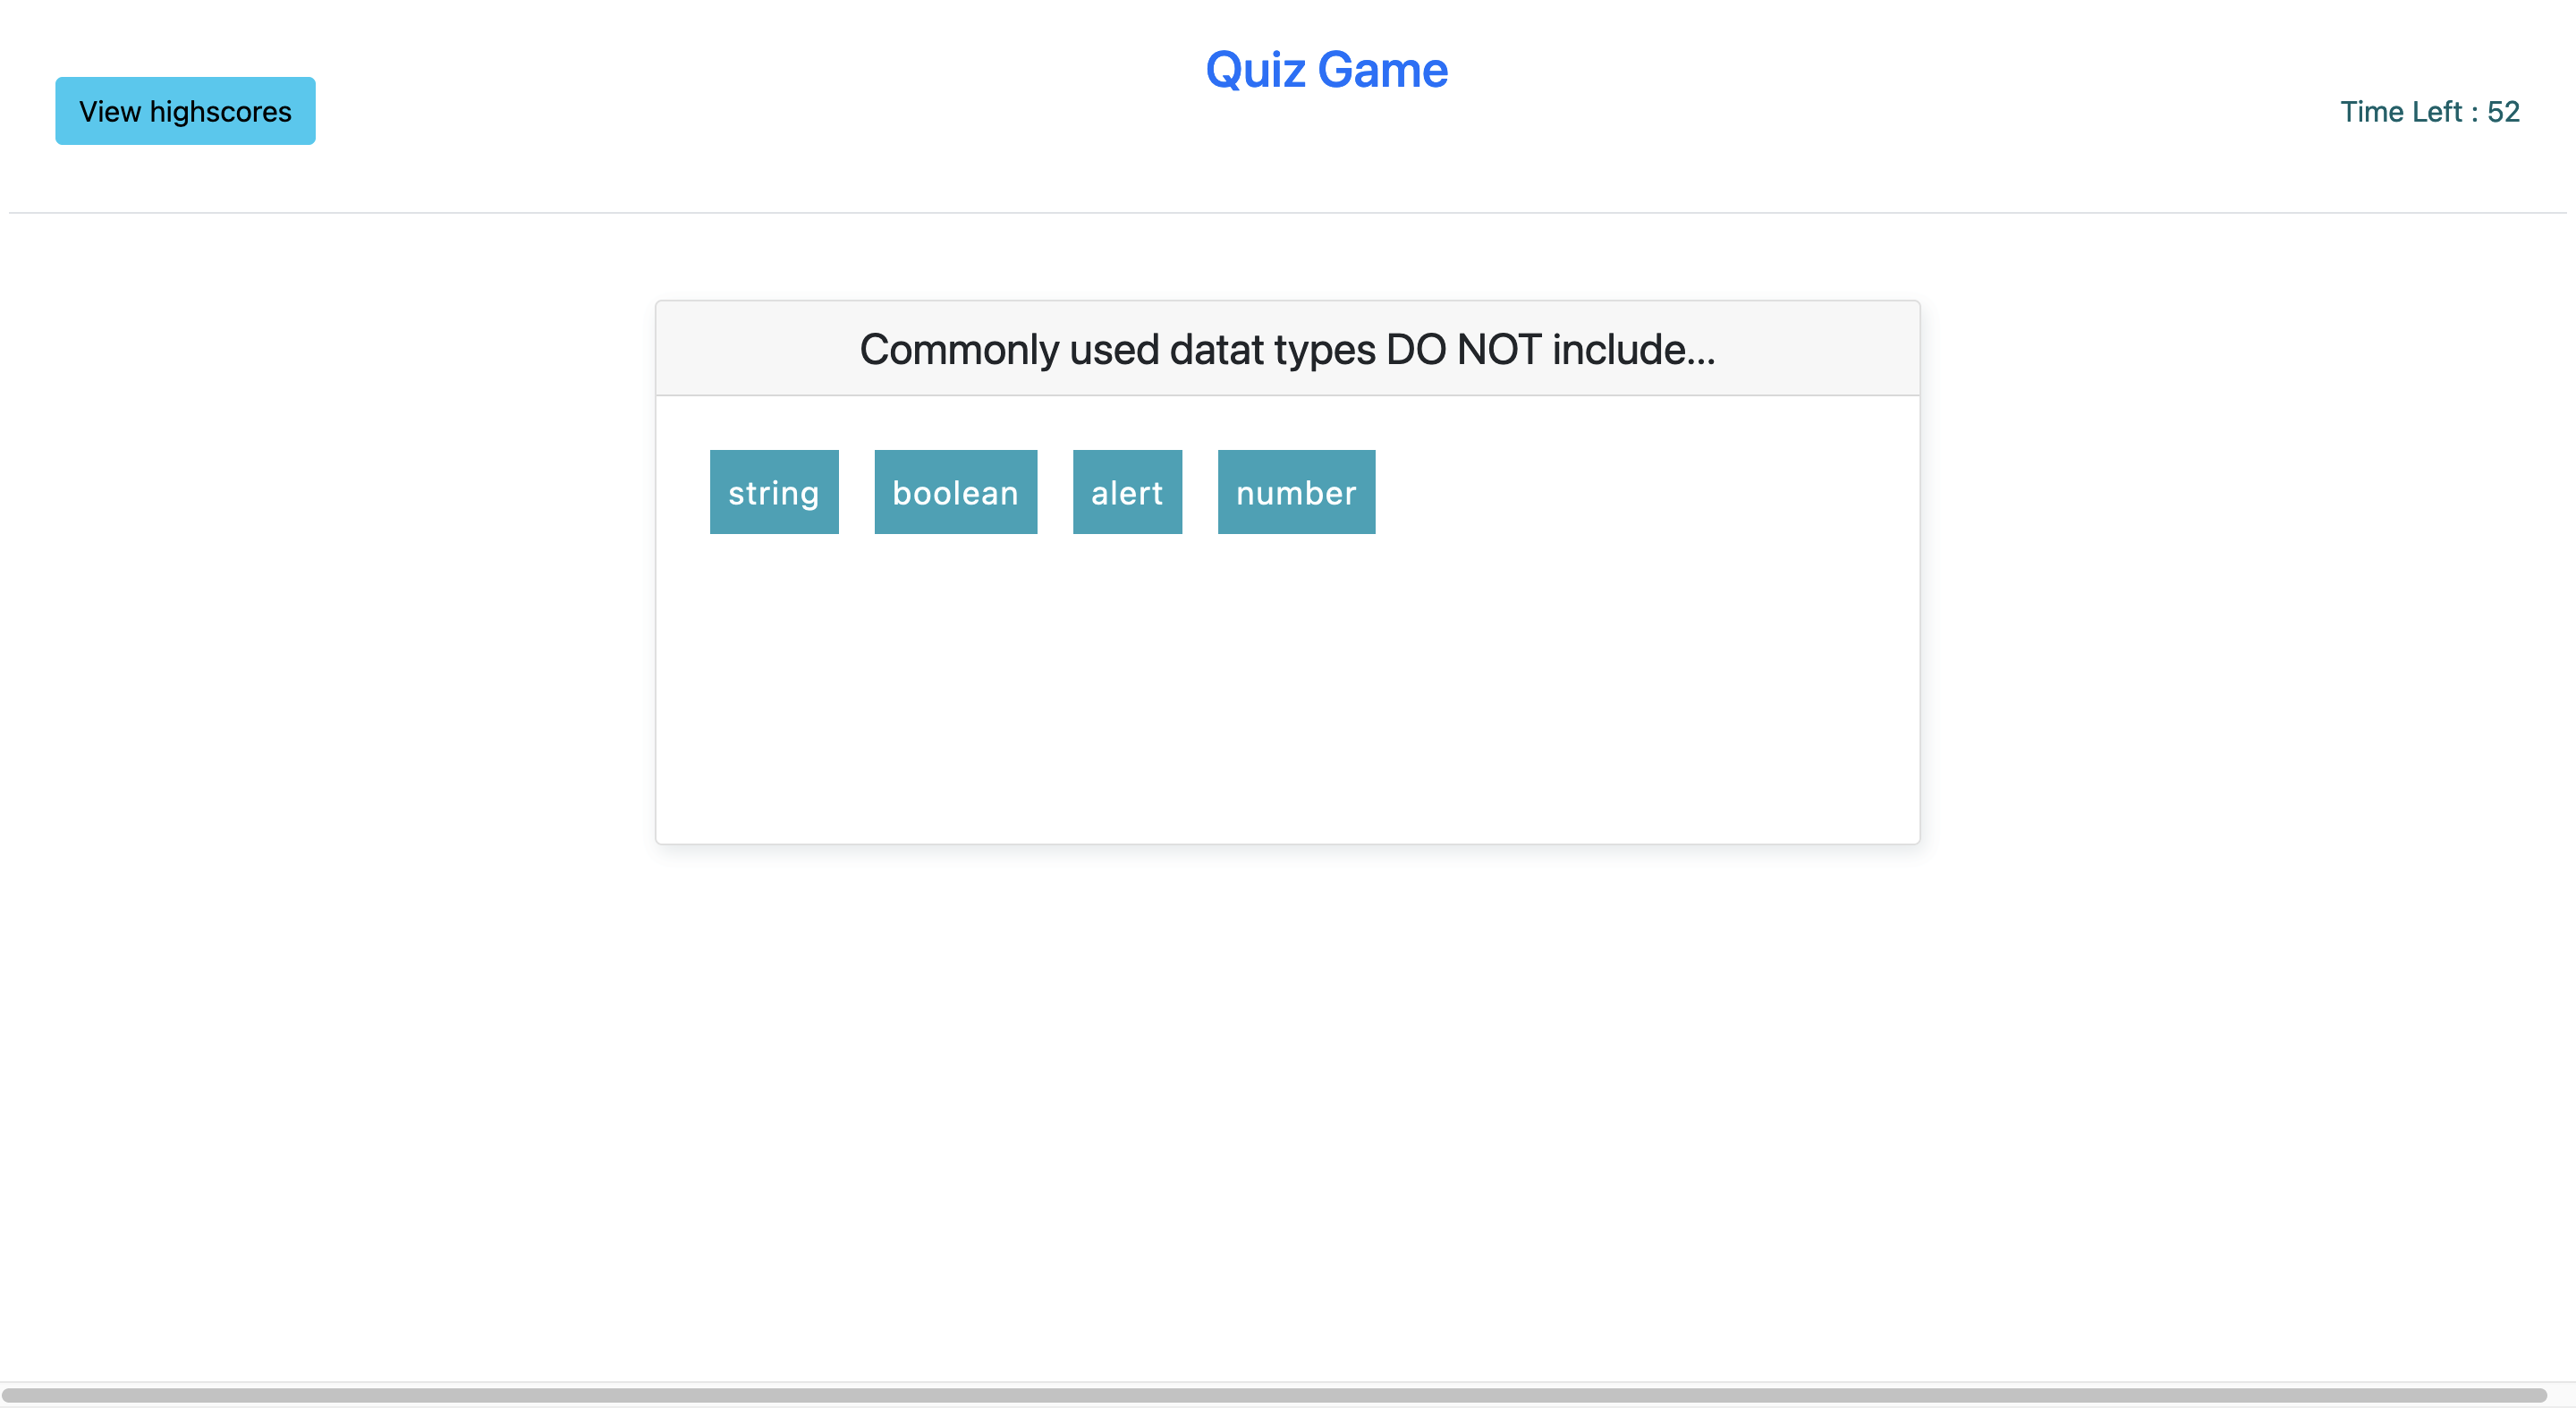 Quiz Game
View highscores
Time Left : 52
Commonly used datat types DO NOT include...
string boolean alert number